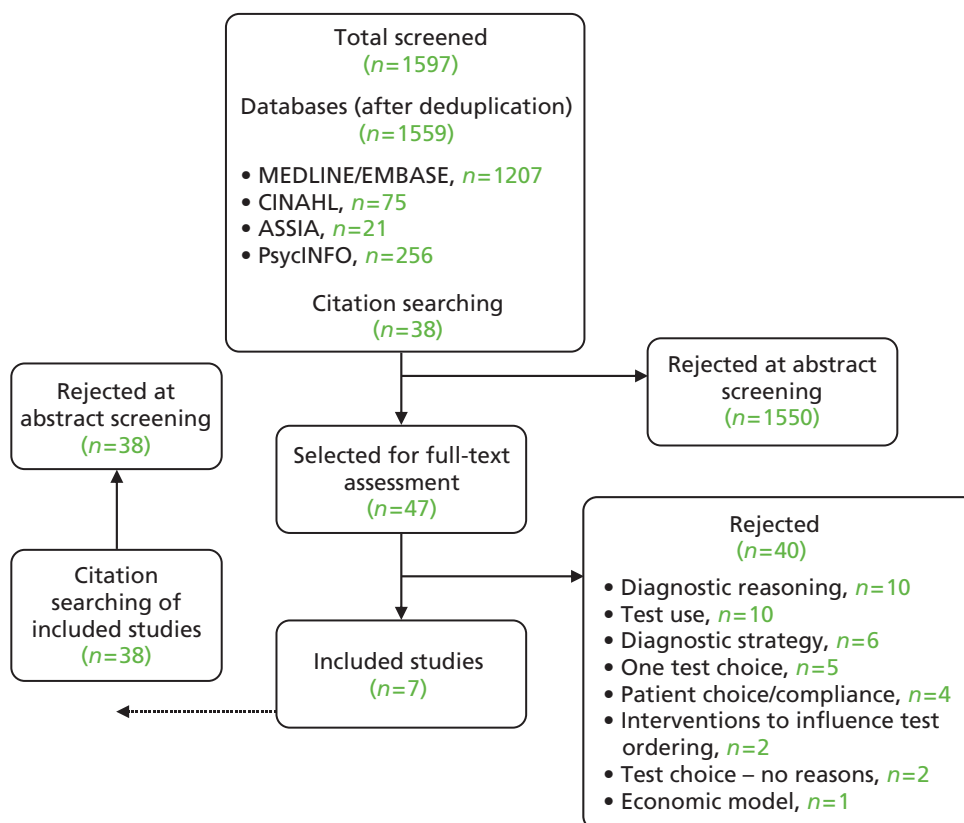 Total screened
(n=1597)
Databases (after deduplication)
(n=1559)
• MEDLINE/EMBASE, n=1207
• CINAHL, n=75
• ASSIA, n=21
• PsycINFO, n=256
Citation searching
(n=38)
Rejected at abstract
screening
(n=1550)
Rejected at
abstract screening
(n=38)
Selected for full-text
assessment
(n=47)
Citation
searching of
included studies
(n=38)
Included studies
(n=7)
Rejected
(n=40)
• Diagnostic reasoning, n=10
• Test use, n=10
• Diagnostic strategy, n=6
• One test choice, n=5
• Patient choice/compliance, n=4
• Interventions to influence test
ordering, n=2
• Test choice – no reasons, n=2
• Economic model, n=1